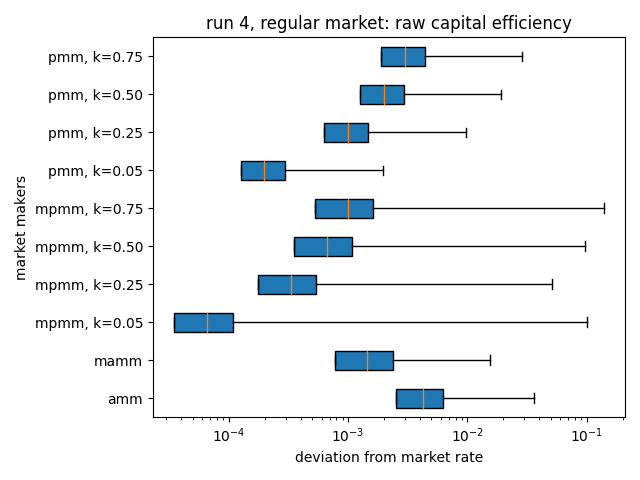 run 4, regular market: raw capital efficiency
market makers
pmm, k=0.75
pmm, k=0.50
pmm, k=0.25
pmm, k=0.05
mpmm, k=0.75
mpmm, k=0.50
mpmm, k=0.25
mpmm, k=0.05
mamm
amm
10⁻⁴ 10⁻³ 10⁻² 10⁻¹
deviation from market rate